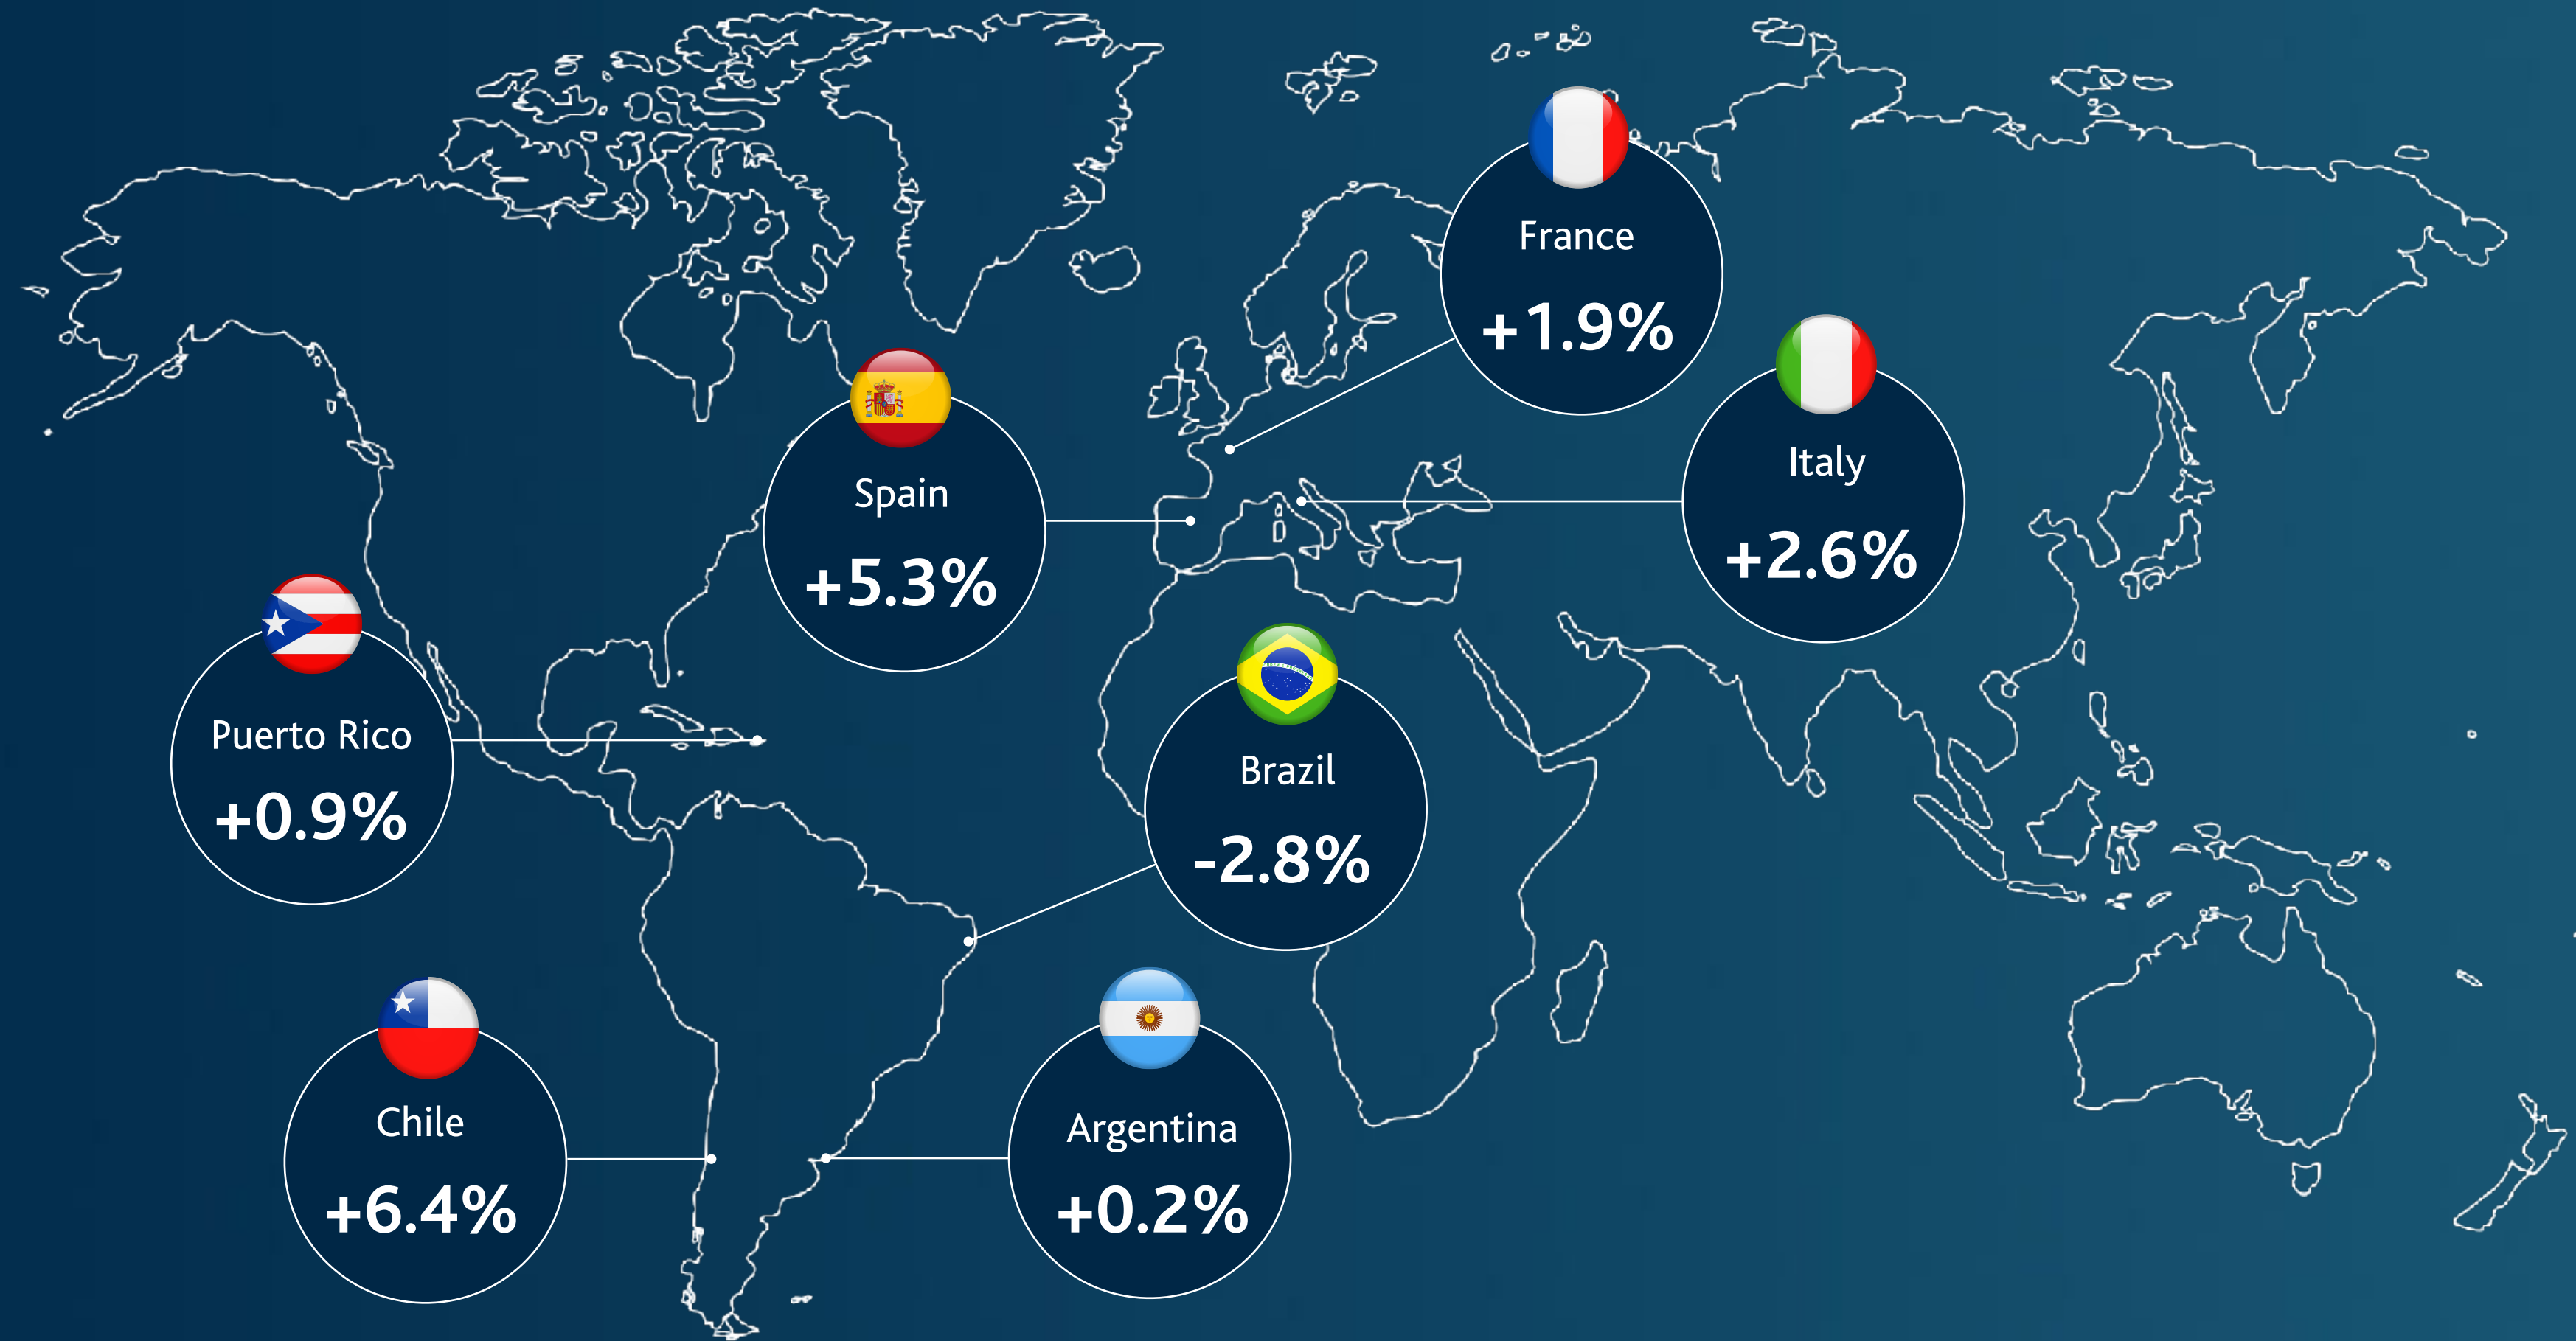 France
+1.9%
Italy
+2.6%
Spain
+5.3%
Puerto Rico
+0.9%
Brazil
-2.8%
Chile
+6.4%
Argentina
+0.2%